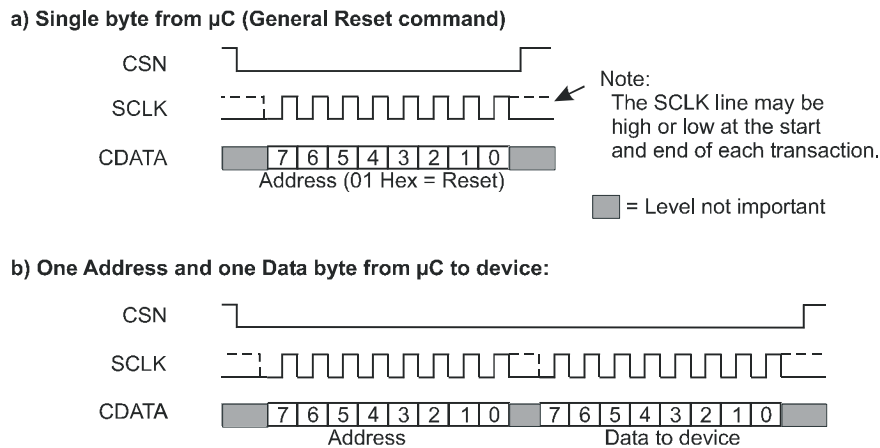 a) Single byte from µC (General Reset command)
CSN
SCLK
Note:
The SCLK line may be
high or low at the start
and end of each transaction.
CDATA
7 6 5 4 3 2 1 0
Address (01 Hex = Reset)
= Level not important
b) One Address and one Data byte from µC to device:
CSN
SCLK
CDATA
7 6 5 4 3 2 1 0 7 6 5 4 3 2 1 0
Address Data to device